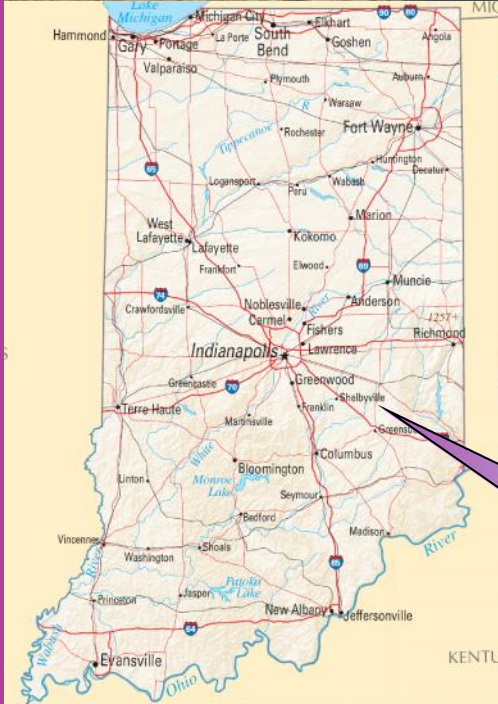 Lake
Michigan
MIC
Michigan City
90
80
Elkhart
Hammond
Gary
Portage
La Porte
South
Bend
Goshen
Angola
Valparaiso
Plymouth
Auburn
Warsaw
R
Tippecanoe
Rochester
Fort Wayne
Huntington
Decatur
65
Logansport
Peru
Wabash
Marion
West
Lafayette
Lafayette
Kokomo
Frankfort
Elwood
69
Muncie
74
Crawfordsville
Noblesville
River
Anderson
Carmel
1257+
Fishers
Richmond
S
Indianapolis
Lawrence
Greencastle
70
Greenwood
Shelbyville
Terre Haute
Franklin
Martinsville
Greensbu
White
Columbus
Bloomington
Linton
Monroe
Lake
Seymour
Bedford
Madison
River
Vincennes
Shoals
Washington
River
65
Patoka
Lake
Princeton
Jasper
New Albany
Jeffersonville
64
Wabash
Evansville
Ohio
KENTU